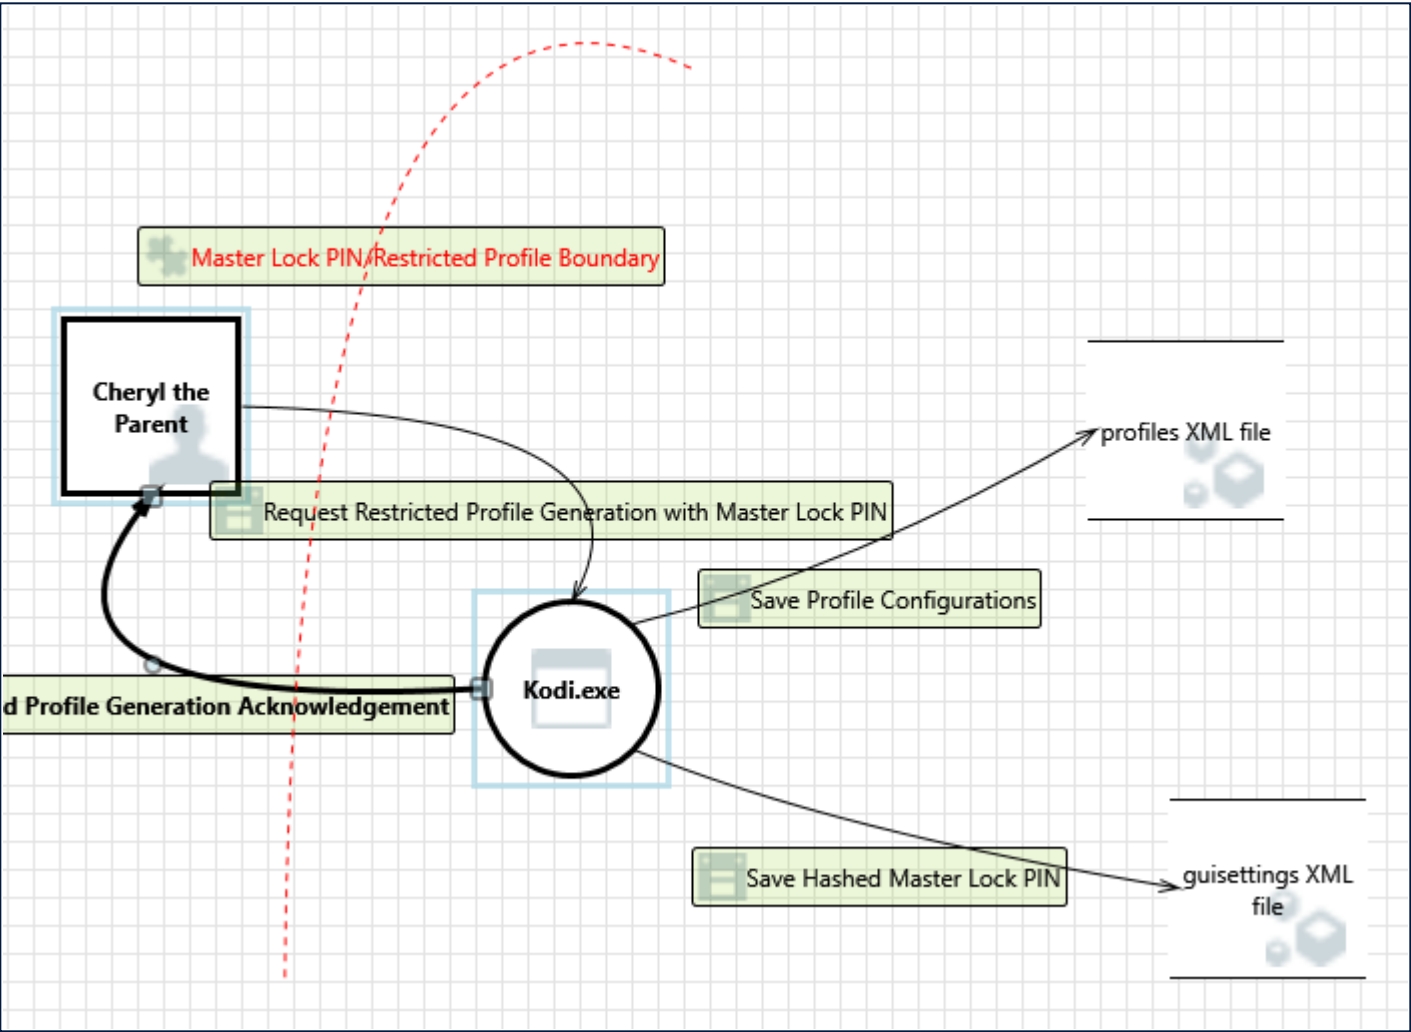 Master Lock PIN/Restricted Profile Boundary
Cheryl the
Parent
profiles XML file
Request Restricted Profile Generation with Master Lock PIN
Save Profile Configurations
Kodi.exe
d Profile Generation Acknowledgement
Save Hashed Master Lock PIN
guisettings XML
file